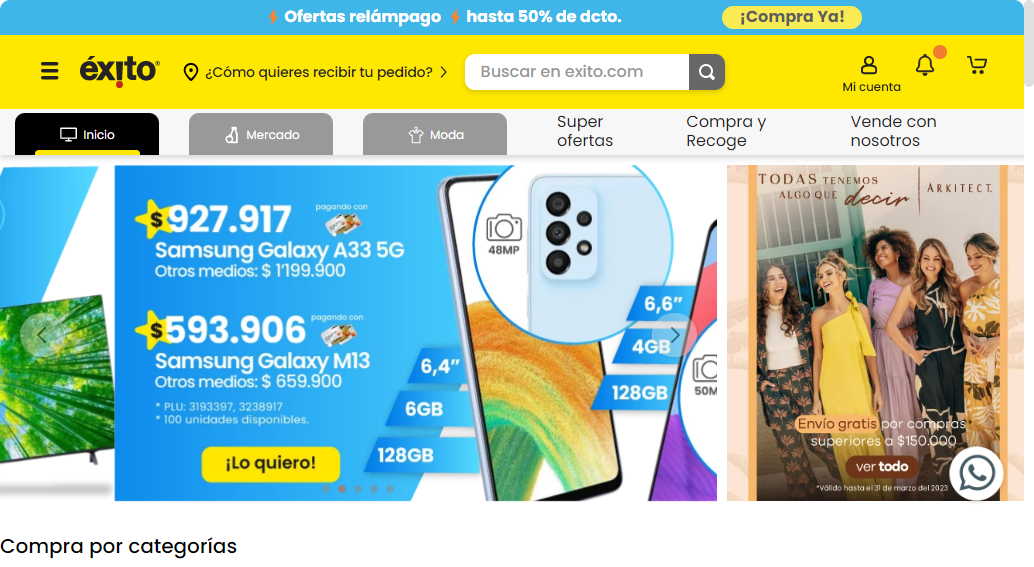 Ofertas relámpago hasta 50% de dcto.
¡Compra Ya!
éxito
¿Cómo quieres recibir tu pedido?
Buscar en exito.com
Mi cuenta
Inicio
Mercado
Moda
Super ofertas
Compra y Recoge
Vende con nosotros
$927.917
pagando con
Samsung Galaxy A33 5G
Otros medios: $ 1'199.900
$593.906
pagando con
Samsung Galaxy M13
Otros medios: $ 659.900
* PLU: 3193397, 3238917
* 100 unidades disponibles.
¡Lo quiero!
6,4”
6GB
128GB
48MP
6,6”
4GB
128GB
50M
TODAS TENEMOS
ALGO QUE decir
ARKITECT.
Envío gratis por compras
superiores a $150.000
ver todo
*Válido hasta el 31 de marzo del 2023
Compra por categorías